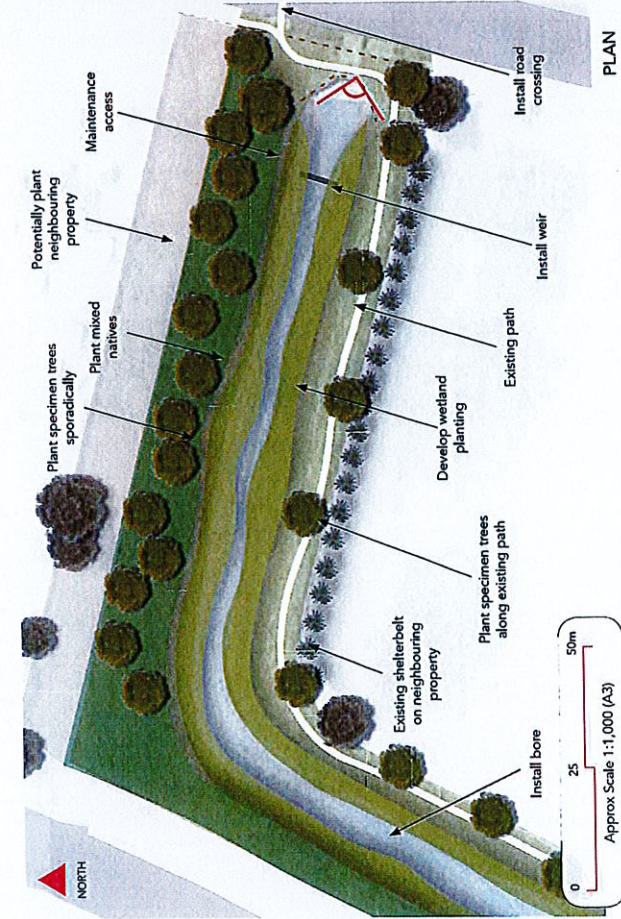 Potentially plant
neighbouring
property
Maintenance
access
Plant specimen trees
sporadically
Plant mixed
natives
Install road
crossing
PLAN
Install weir
Existing path
Develop wetland
planting
Plant specimen trees
along existing path
Existing shelterbelt
on neighbouring
property
Install bore
NORTH
0 25 50m
Approx Scale 1:1,000 (A3)